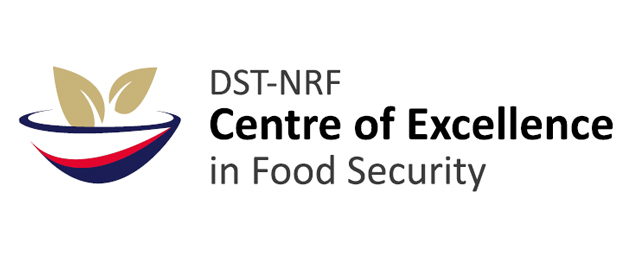 DST-NRF
Centre of Excellence
in Food Security